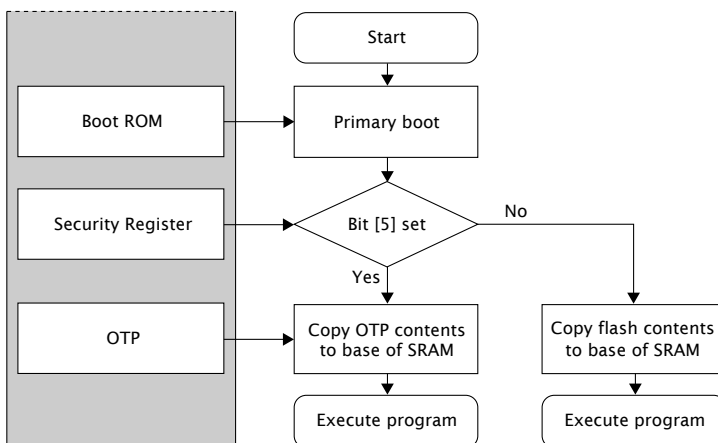 Start
Boot ROM
Primary boot
Security Register
Bit [5] set
No
Yes
OTP
Copy OTP contents
to base of SRAM
Copy flash contents
to base of SRAM
Execute program
Execute program